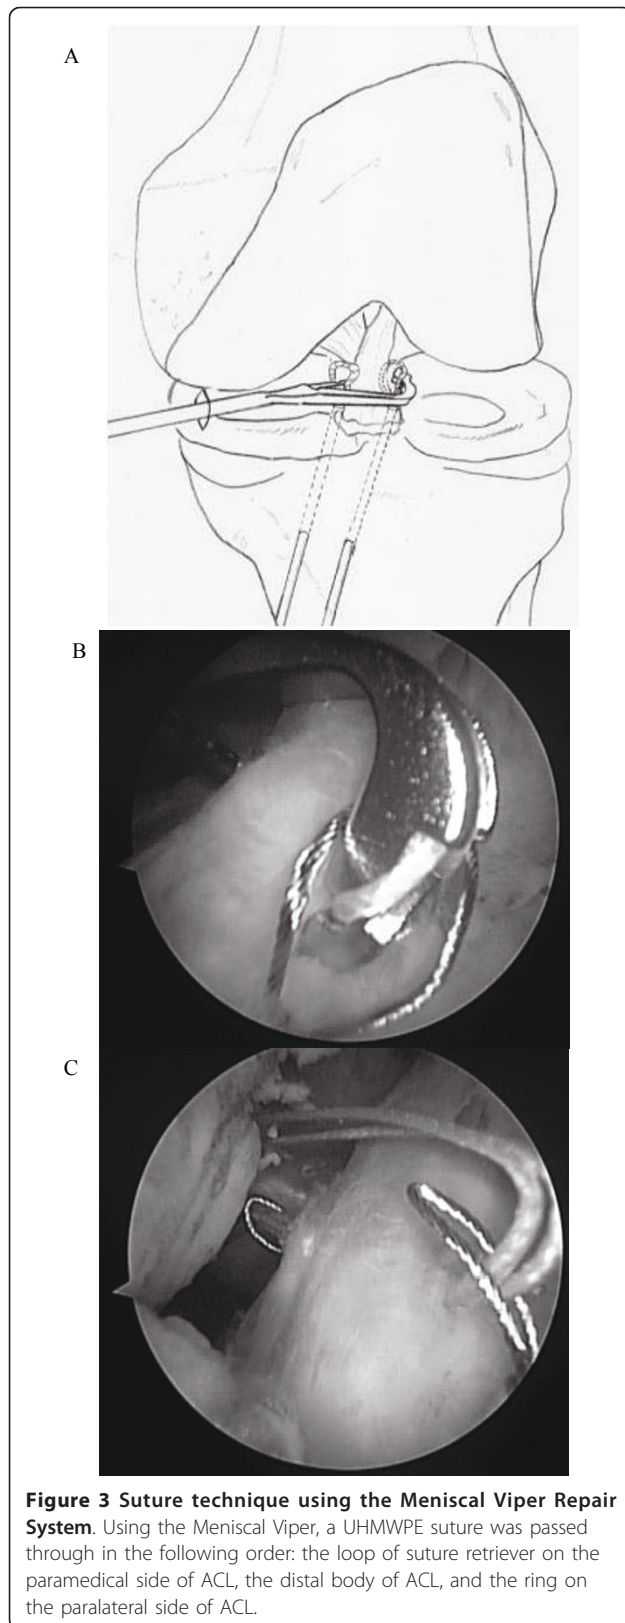 A
B
C
Figure 3 Suture technique using the Meniscal Viper Repair
System. Using the Meniscal Viper, a UHMWPE suture was passed
through in the following order: the loop of suture retriever on the
paramedical side of ACL, the distal body of ACL, and the ring on
the paralateral side of ACL.